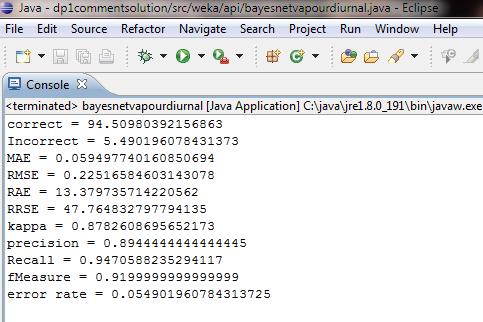 Java - dp1commentsolution/src/weka/api/bayesnetvapourdiurnal.java - Eclipse
File Edit Source Refactor Navigate Search Project Run Window Help
Console
<terminated> bayesnetvapourdiurnal [Java Application] C:\java\jre1.8.0_191\bin\javaw.exe
correct = 94.50980392156863
Incorrect = 5.490196078431373
MAE = 0.059497740160850694
RMSE = 0.22516584603143078
RAE = 13.379735714220562
RRSE = 47.764832797794135
kappa = 0.8782608695652173
precision = 0.8944444444444445
Recall = 0.9470588235294117
fMeasure = 0.9199999999999999
error rate = 0.054901960784313725